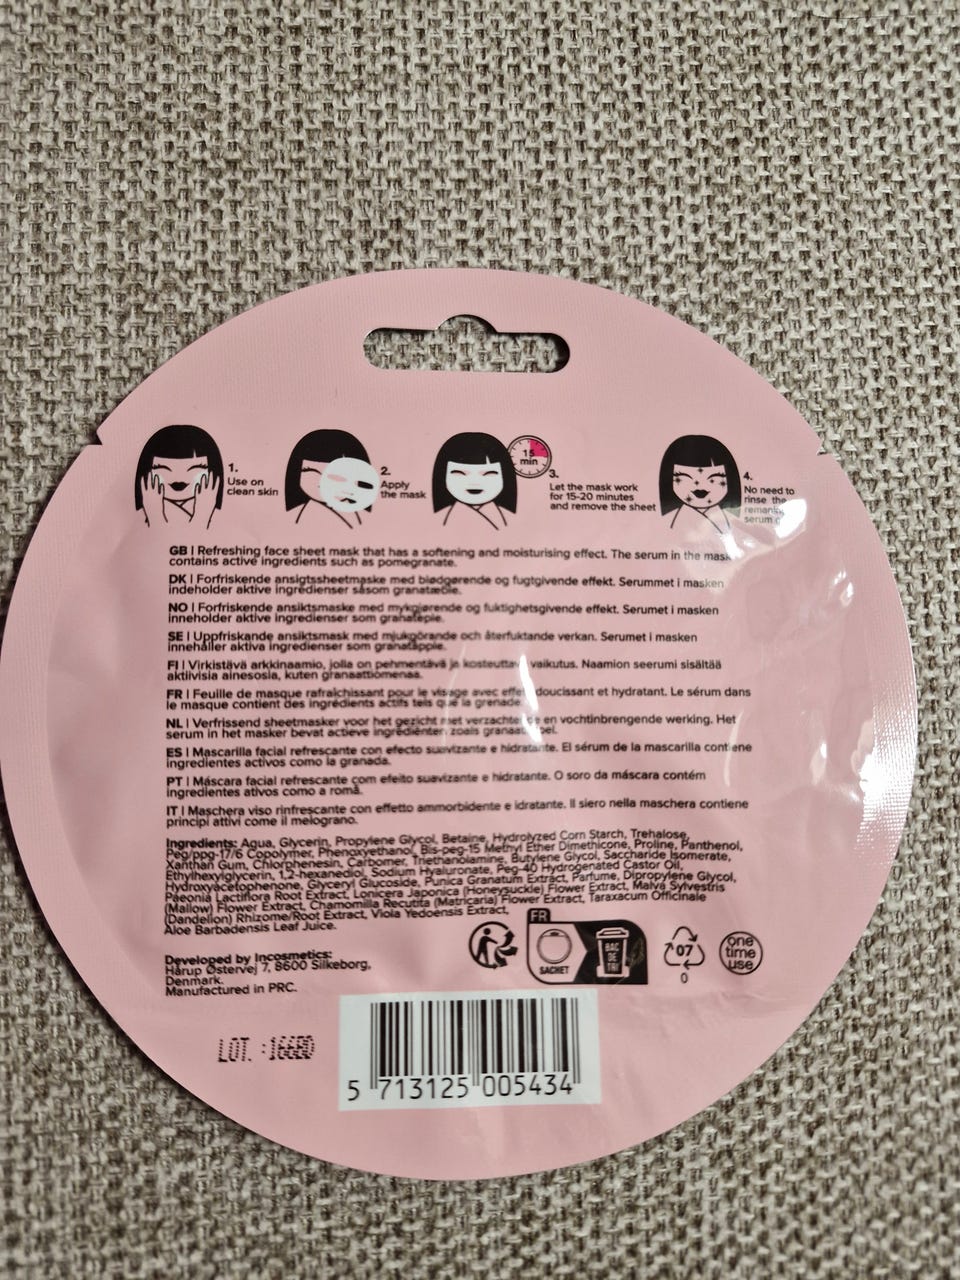 1.
Use on
clean skin
2.
Apply
the mask
15
min
3.
Let the mask work
for 15-20 minutes
and remove the sheet
4.
No need to
rinse the
remaning
serum
GB | Refreshing face sheet mask that has a softening and moisturising effect. The serum in the mask
contains active ingredients such as pomegranate.
DK | Forfriskende ansigtssheetmaske med blødgørende og fugtgivende effekt. Serummet i masken
indeholder aktive ingredienser såsom granatæble.
NO | Forfriskende ansiktsmaske med mykgjørende og fuktighetsgivende effekt. Serumet i masken
inneholder aktive ingredienser som granateple.
SE | Uppfriskande ansiktsmask med mjukgörande och återfuktande verkan. Serumet i masken
innehåller aktiva ingredienser som granatäpple.
FI | Virkistävä arkkinaamio, jolla on pehmentävä ja kosteuttava vaikutus. Naamion seerumi sisältää
aktiivisia ainesosia, kuten granaattiomenaa.
FR | Feuille de masque rafraîchissant pour le visage avec effet doucissant et hydratant. Le sérum dans
le masque contient des ingrédients actifs tels que la grenade.
NL | Verfrissend sheetmasker voor het gezicht met verzachtende en vochtinbrengende werking. Het
serum in het masker bevat actieve ingrediënten zoals granaatappel.
ES | Mascarilla facial refrescante con efecto suavizante e hidratante. El sérum de la mascarilla contiene
ingredientes activos como la granada.
PT | Máscara facial refrescante com efeito suavizante e hidratante. O soro da máscara contém
ingredientes ativos como a romã.
IT | Maschera viso rinfrescante con effetto ammorbidente e idratante. Il siero nella maschera contiene
principi attivi come il melograno.
Ingredients: Aqua, Glycerin, Propylene Glycol, Betaine, Hydrolyzed Corn Starch, Trehalose,
Peg/ppg-17/6 Copolymer, Phenoxyethanol, Bis-peg-15 Methyl Ether Dimethicone, Proline, Panthenol,
Xanthan Gum, Chlorphenesin, Carbomer, Triethanolamine, Butylene Glycol, Saccharide Isomerate,
Ethylhexylglycerin, 1,2-hexanediol, Sodium Hyaluronate, Peg-40 Hydrogenated Castor Oil,
Hydroxyacetophenone, Glyceryl Glucoside, Punica Granatum Extract, Parfume, Dipropylene Glycol,
Paeonia Lactiflora Root Extract, Lonicera Japonica (Honeysuckle) Flower Extract, Malva Sylvestris
(Mallow) Flower Extract, Chamomilla Recutita (Matricaria) Flower Extract, Taraxacum Officinale
(Dandelion) Rhizome/Root Extract, Viola Yedoensis Extract,
Aloe Barbadensis Leaf Juice.
FR
SACHET
BAC
DE
TRI
07
0
one
time
use
Developed by Incosmetics:
Hårup Østervej 7, 8600 Silkeborg,
Denmark.
Manufactured in PRC.
LOT. :166BD
5 713125 005434